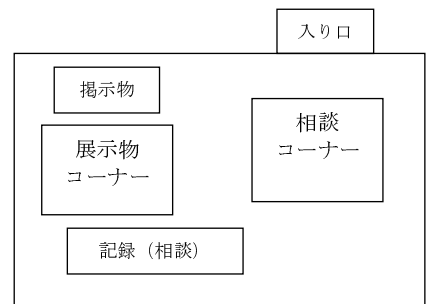 入り口
掲示物
相談
コーナー
展示物
コーナー
記録（相談）